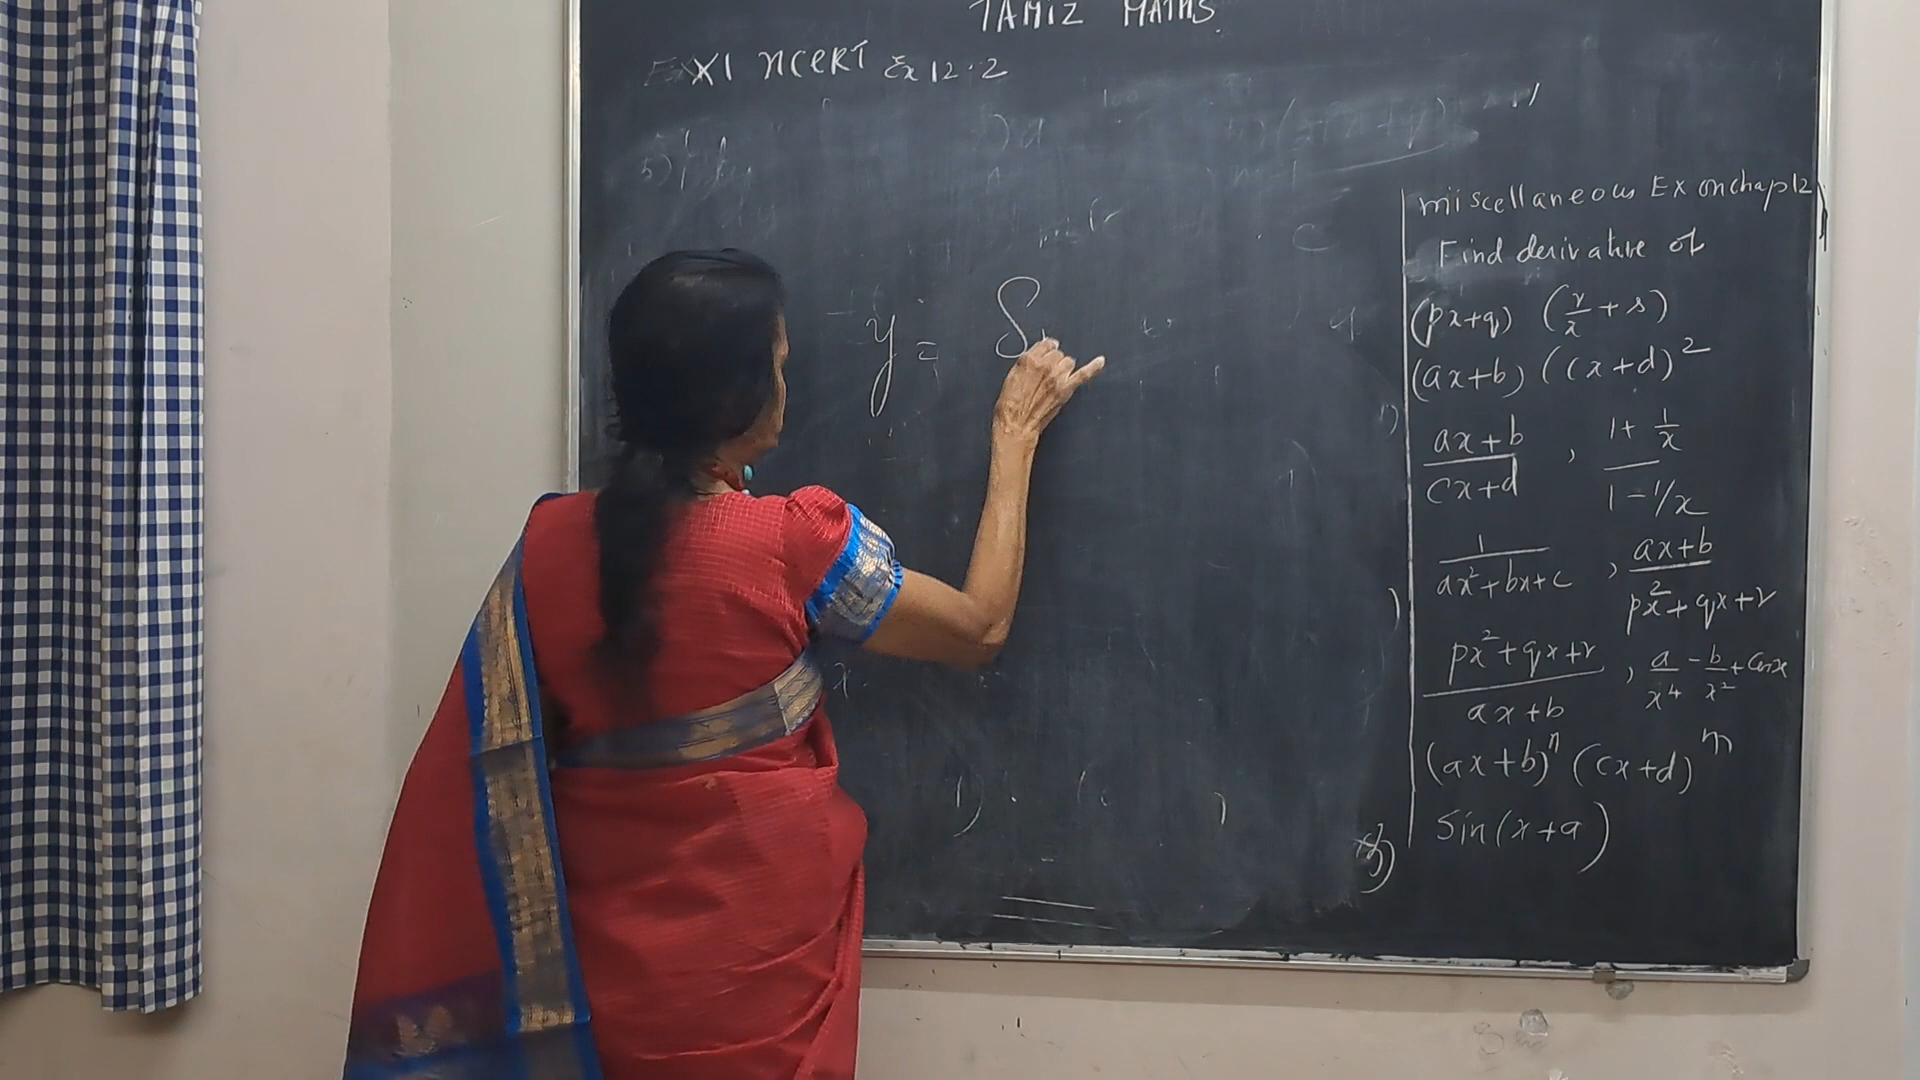 TAMIZ MATHS
XI NCERT Ex 12.2
y = S
miiscellaneous Ex on chap 12
Find derivative of
(px+q) (r/x + s)
(ax+b) (cx+d)²
(ax+b)/(cx+d) , (1 + 1/x)/(1 - 1/x)
1/(ax²+bx+c) , (ax+b)/(px²+qx+r)
(px²+qx+r)/(ax+b) , a/x⁴ - b/x² + cosx
(ax+b)ⁿ (cx+d)ᵐ
sin(x+a)